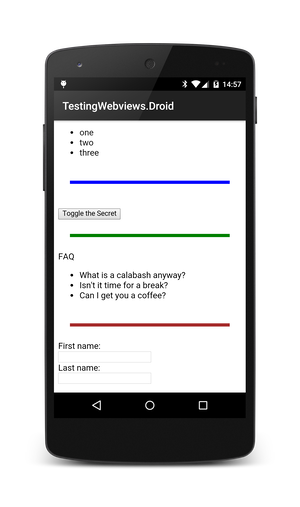 14:57
TestingWebviews.Droid
one
two
three
Toggle the Secret
FAQ
What is a calabash anyway?
Isn't it time for a break?
Can I get you a coffee?
First name:
Last name: